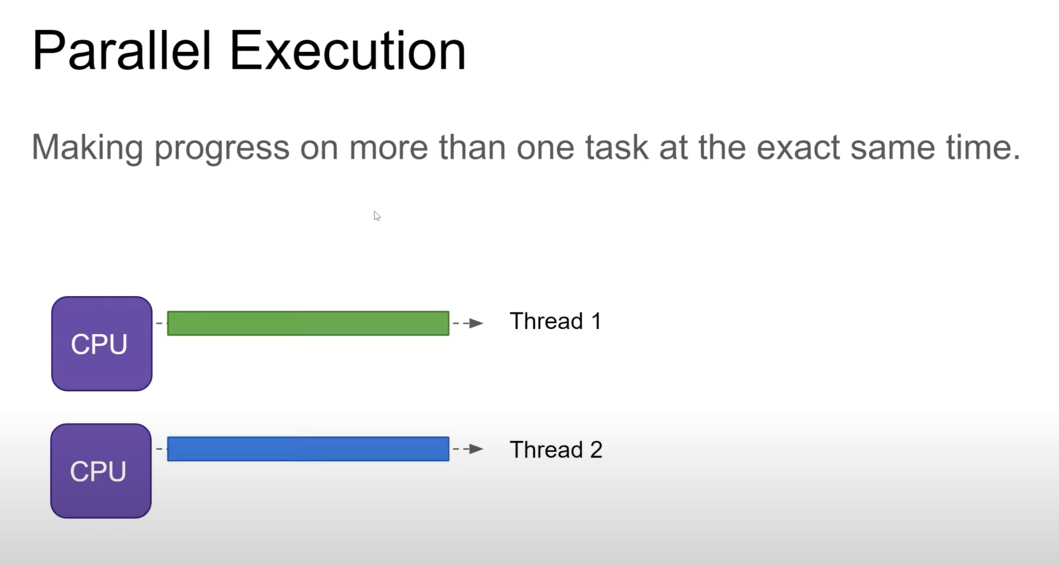 Parallel Execution
Making progress on more than one task at the exact same time.
CPU
Thread 1
CPU
Thread 2